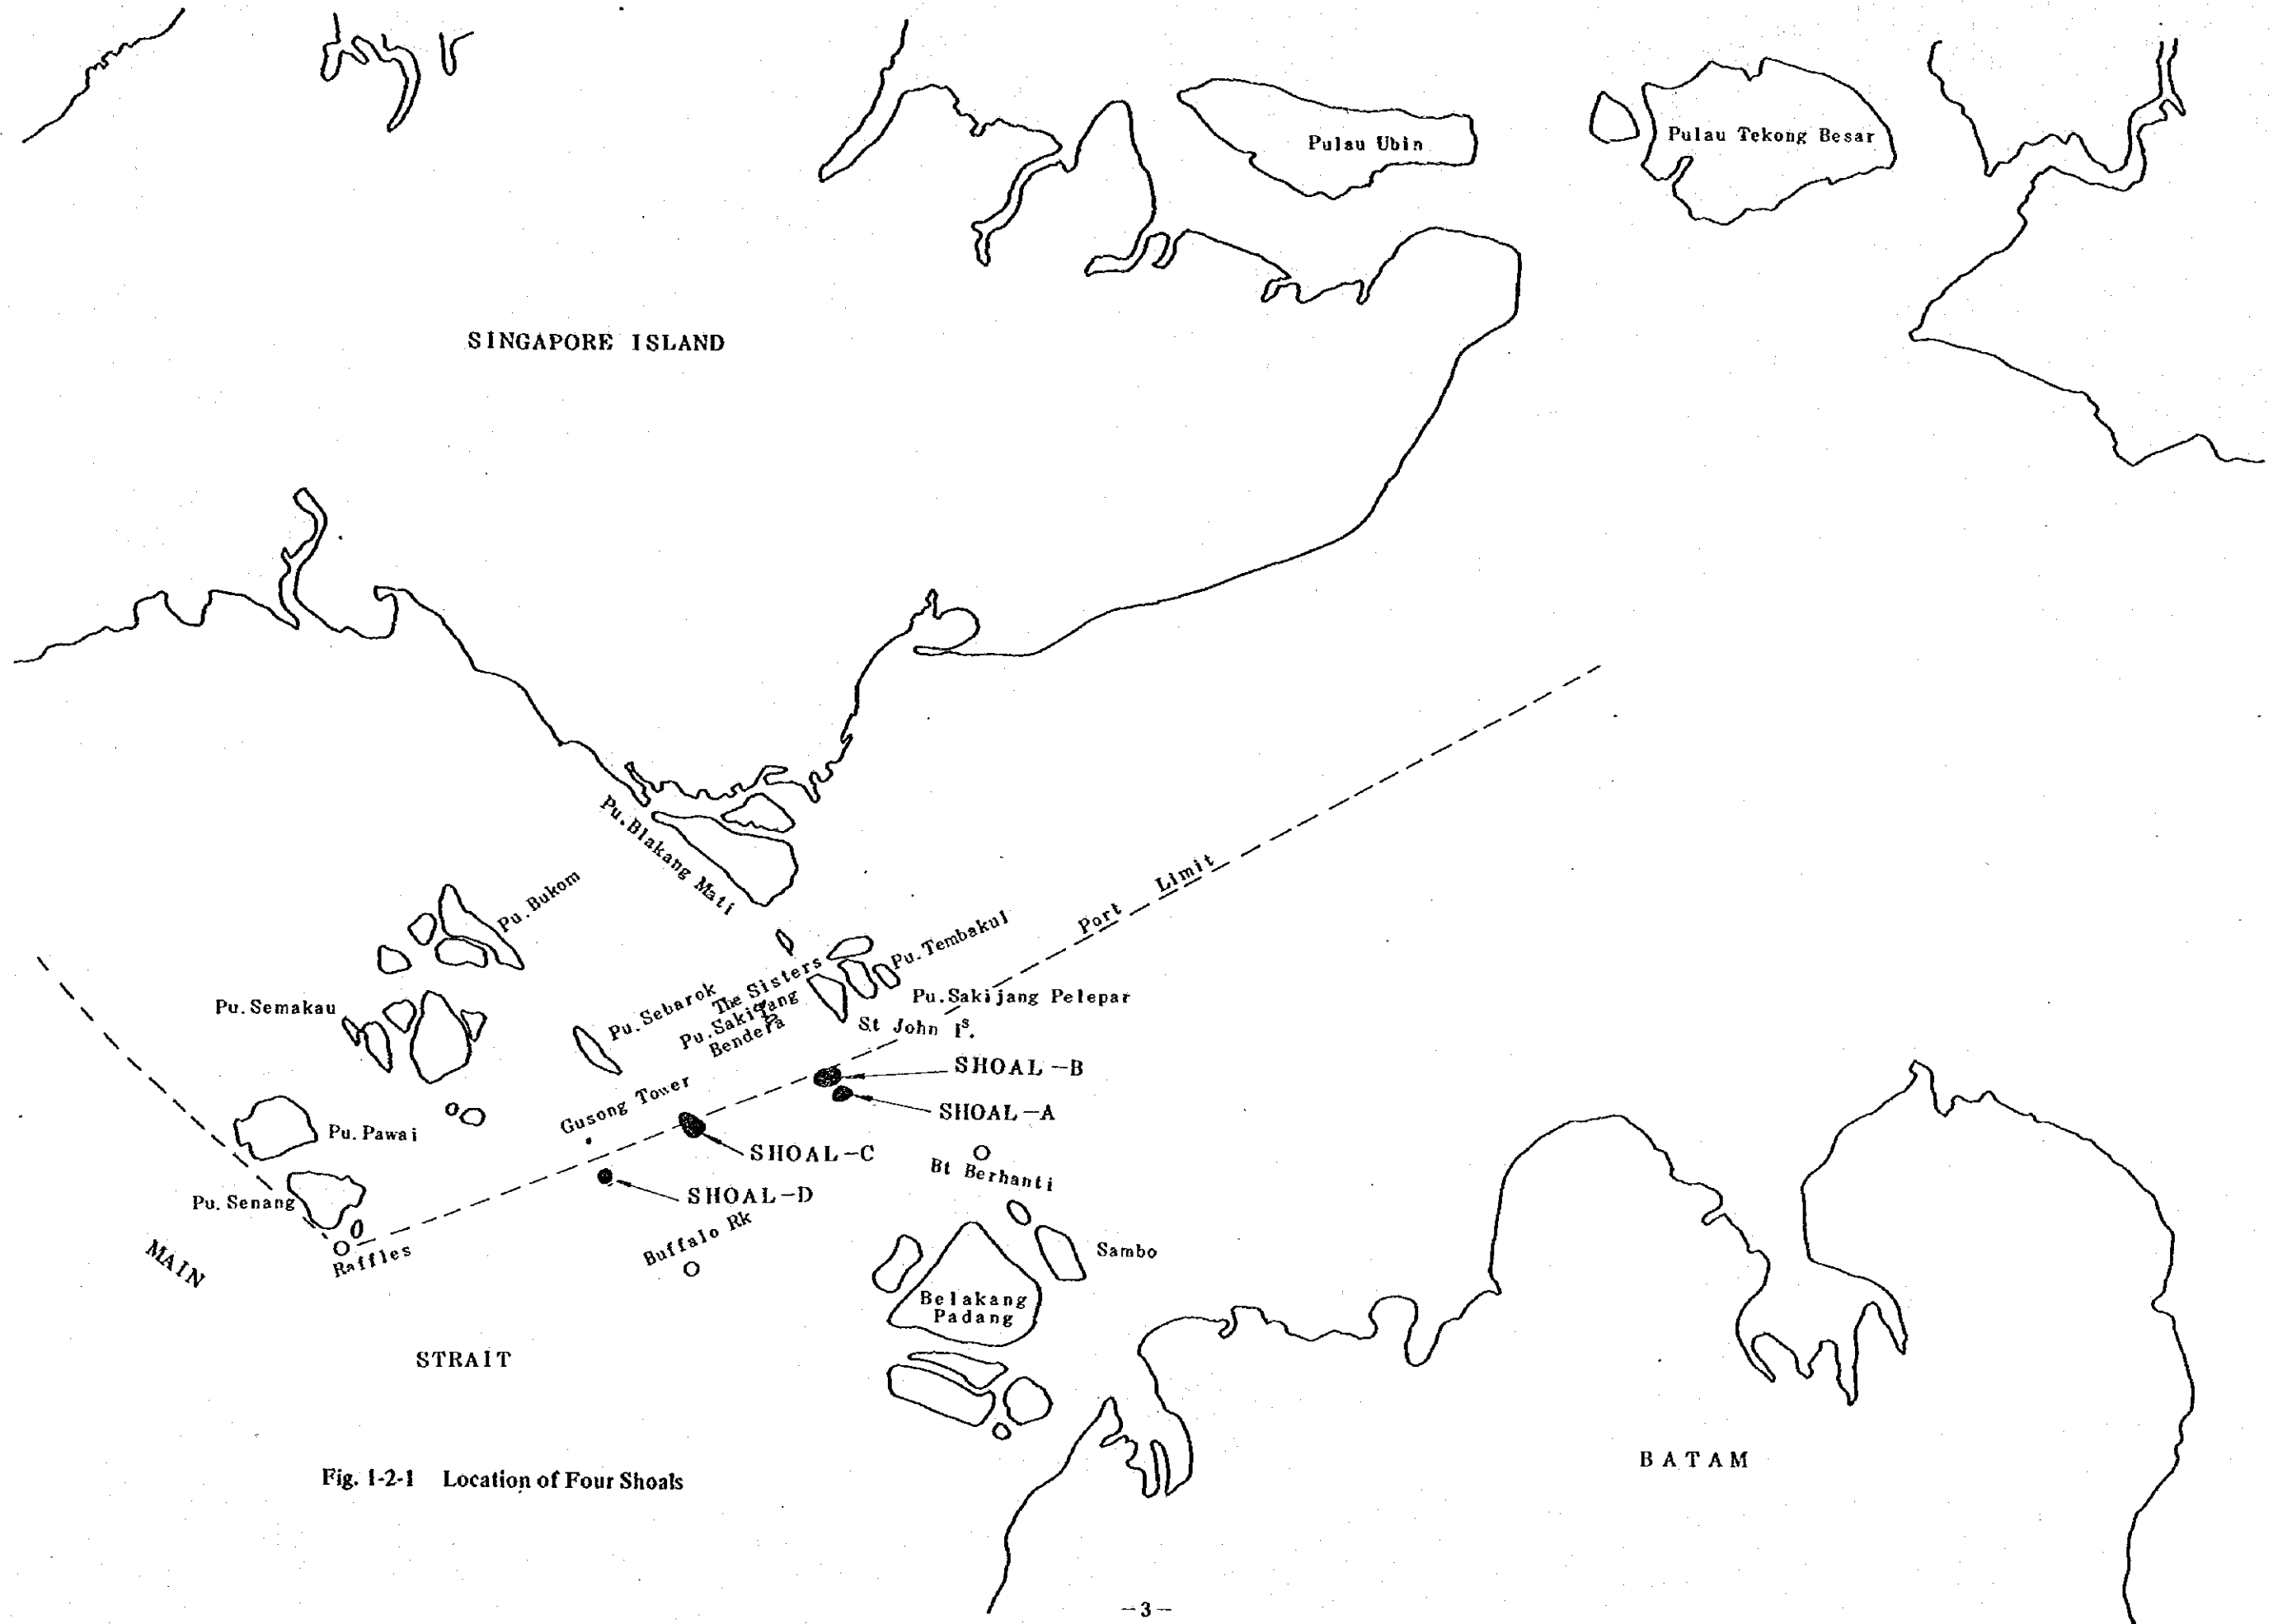 Pulau Ubin
Pulau Tekong Besar
SINGAPORE ISLAND
Pu. Blakang Mati
Port Limit
Pu. Bukom
Pu. Tembakul
The Sisters
Pu. Sebarok
Pu. Sakijang
Bendera
Pu. Sakijang Pelepar
Pu. Semakau
St John Is.
SHOAL-B
SHOAL-A
Gusong Tower
Pu. Pawai
SHOAL-C
Bt Berhanti
SHOAL-D
Pu. Senang
Buffalo Rk
Raffles
Sambo
MAIN
Belakang
Padang
STRAIT
BATAM
Fig. 1-2-1 Location of Four Shoals
-3-